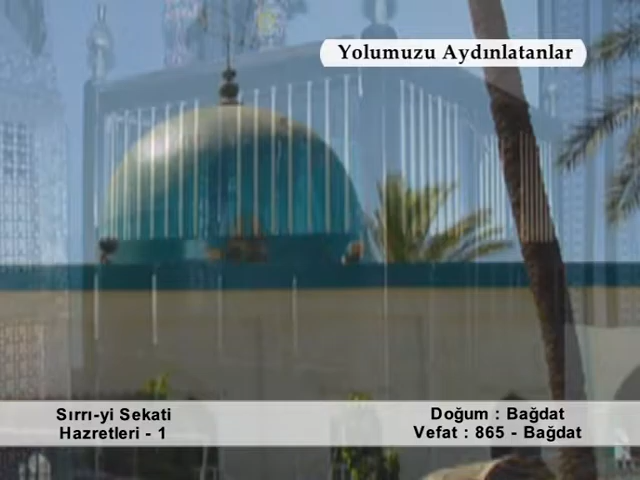 Yolumuzu Aydınlatanlar
Sırrı-yi Sekati
Hazretleri - 1
Doğum : Bağdat
Vefat : 865 - Bağdat